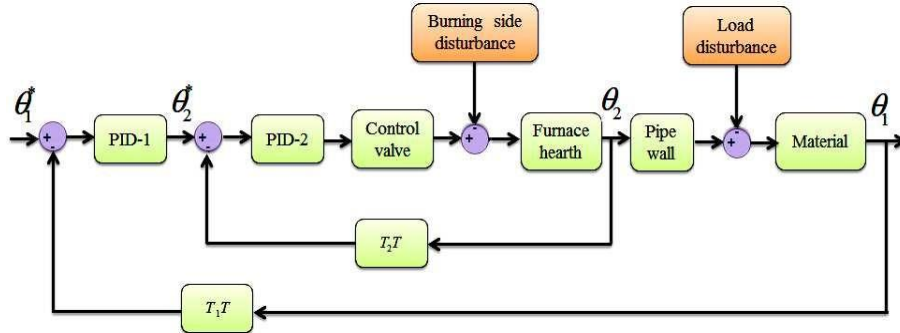 Burning side
disturbance
Load
disturbance
θ₁*
θ₂*
θ₂
θ₁
+
-
PID-1
+
-
PID-2
Control
valve
+
-
Furnace
hearth
Pipe
wall
+
-
Material
T₂T
T₁T